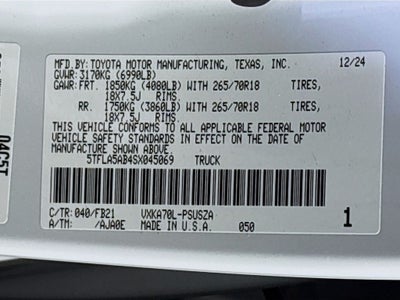 MFD.BY: TOYOTA MOTOR MANUFACTURING, TEXAS, INC. 12/24
GVWR: 3170KG (6990LB)
GAWR: FRT. 1850KG (4080LB) WITH 265/70R18 TIRES,
18X7.5J RIMS.
RR. 1750KG (3860LB) WITH 265/70R18 TIRES,
18X7.5J RIMS.
THIS VEHICLE CONFORMS TO ALL APPLICABLE FEDERAL MOTOR
VEHICLE SAFETY STANDARDS IN EFFECT ON THE DATE OF
MANUFACTURE SHOWN ABOVE
5TFLA5AB4SX045069 TRUCK
C/TR: 040/FB21 VXKA70L-PSUSZA 1
A/TM: /AJA0E MADE IN U.S.A. 050